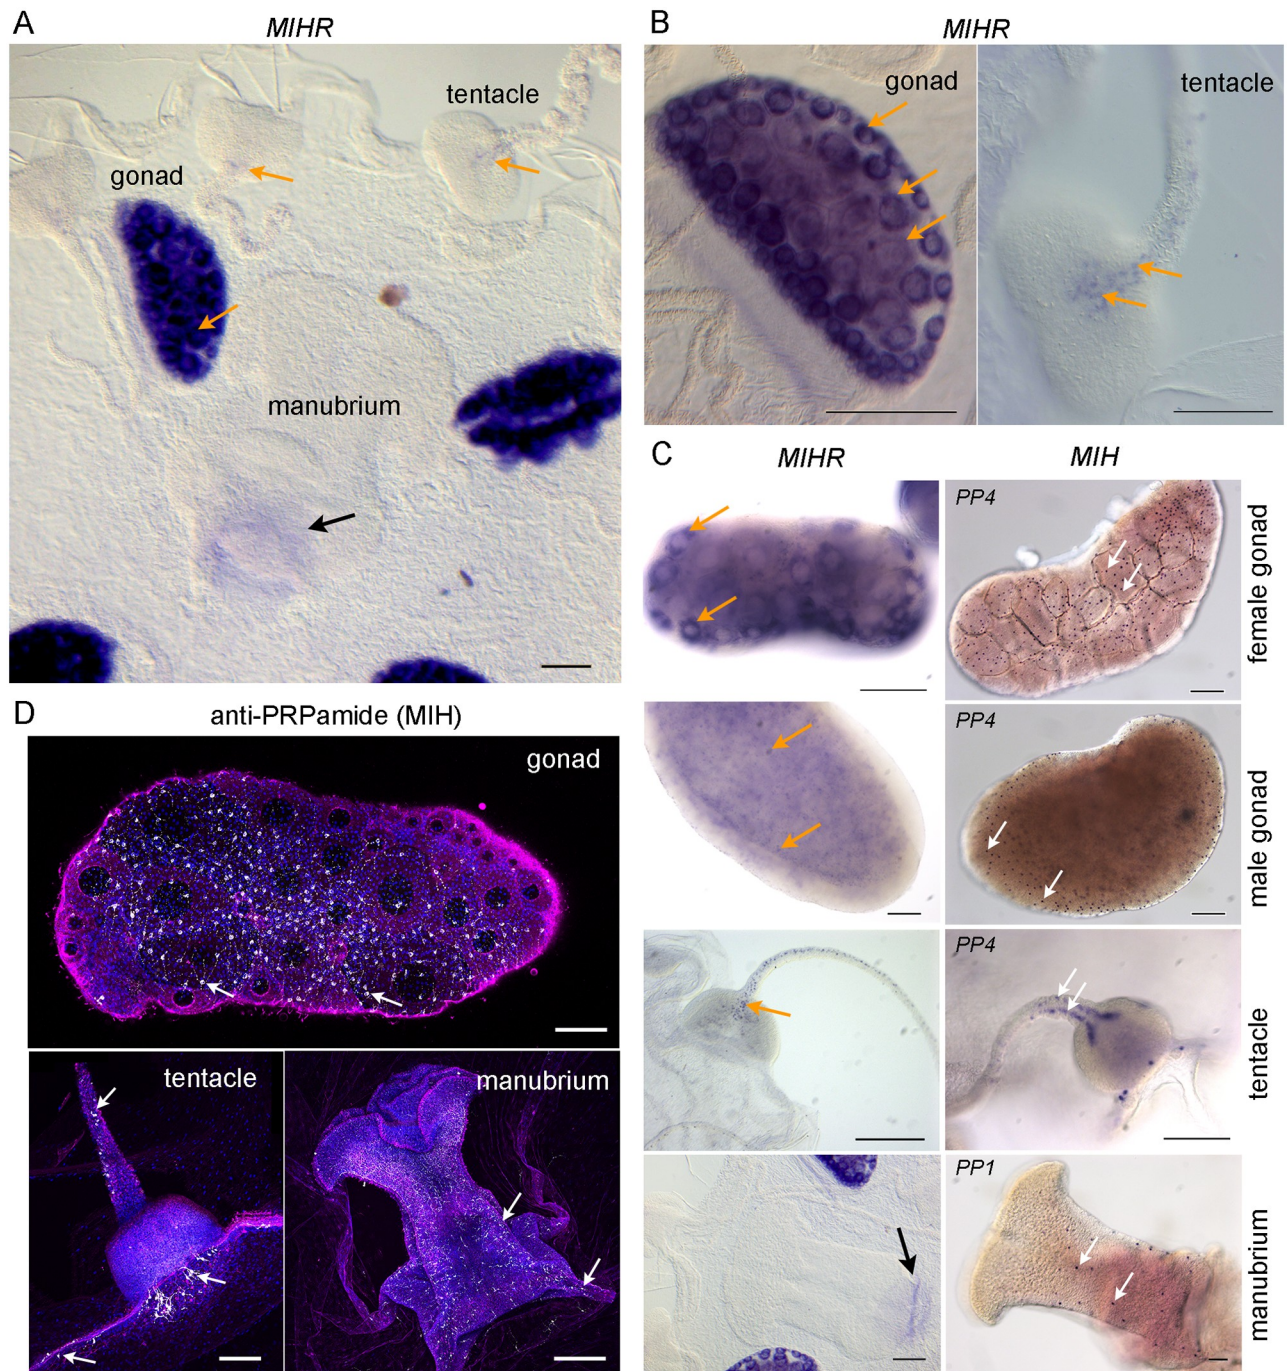 A
MIHR
tentacle
gonad
manubrium
B
MIHR
gonad
tentacle
C
MIHR
MIH
PP4
female gonad
PP4
male gonad
PP4
tentacle
PP1
manubrium
D
anti-PRPamide (MIH)
gonad
tentacle
manubrium